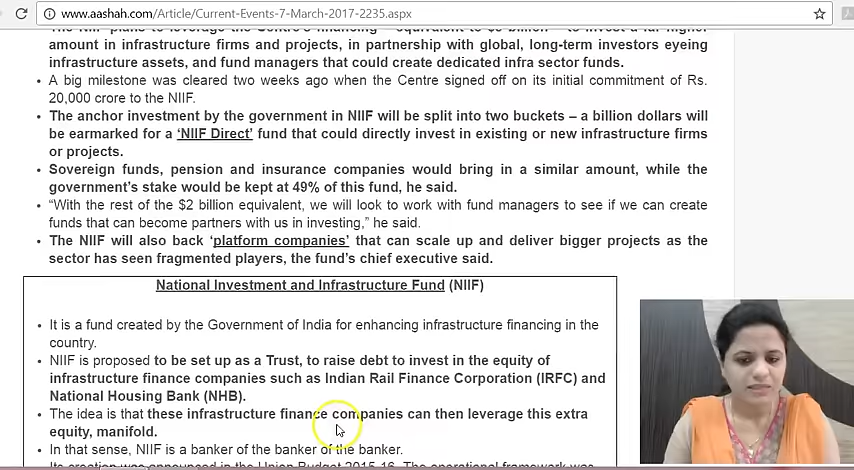 www.aashah.com/Article/Current-Events-7-March-2017-2235.aspx
amount in infrastructure firms and projects, in partnership with global, long-term investors eyeing
infrastructure assets, and fund managers that could create dedicated infra sector funds.
• A big milestone was cleared two weeks ago when the Centre signed off on its initial commitment of Rs.
20,000 crore to the NIIF.
• The anchor investment by the government in NIIF will be split into two buckets – a billion dollars will
be earmarked for a ‘NIIF Direct’ fund that could directly invest in existing or new infrastructure firms
or projects.
• Sovereign funds, pension and insurance companies would bring in a similar amount, while the
government’s stake would be kept at 49% of this fund, he said.
• “With the rest of the $2 billion equivalent, we will look to work with fund managers to see if we can create
funds that can become partners with us in investing,” he said.
• The NIIF will also back ‘platform companies’ that can scale up and deliver bigger projects as the
sector has seen fragmented players, the fund’s chief executive said.
National Investment and Infrastructure Fund (NIIF)
• It is a fund created by the Government of India for enhancing infrastructure financing in the
country.
• NIIF is proposed to be set up as a Trust, to raise debt to invest in the equity of
infrastructure finance companies such as Indian Rail Finance Corporation (IRFC) and
National Housing Bank (NHB).
• The idea is that these infrastructure finance companies can then leverage this extra
equity, manifold.
• In that sense, NIIF is a banker of the banker of the banker.